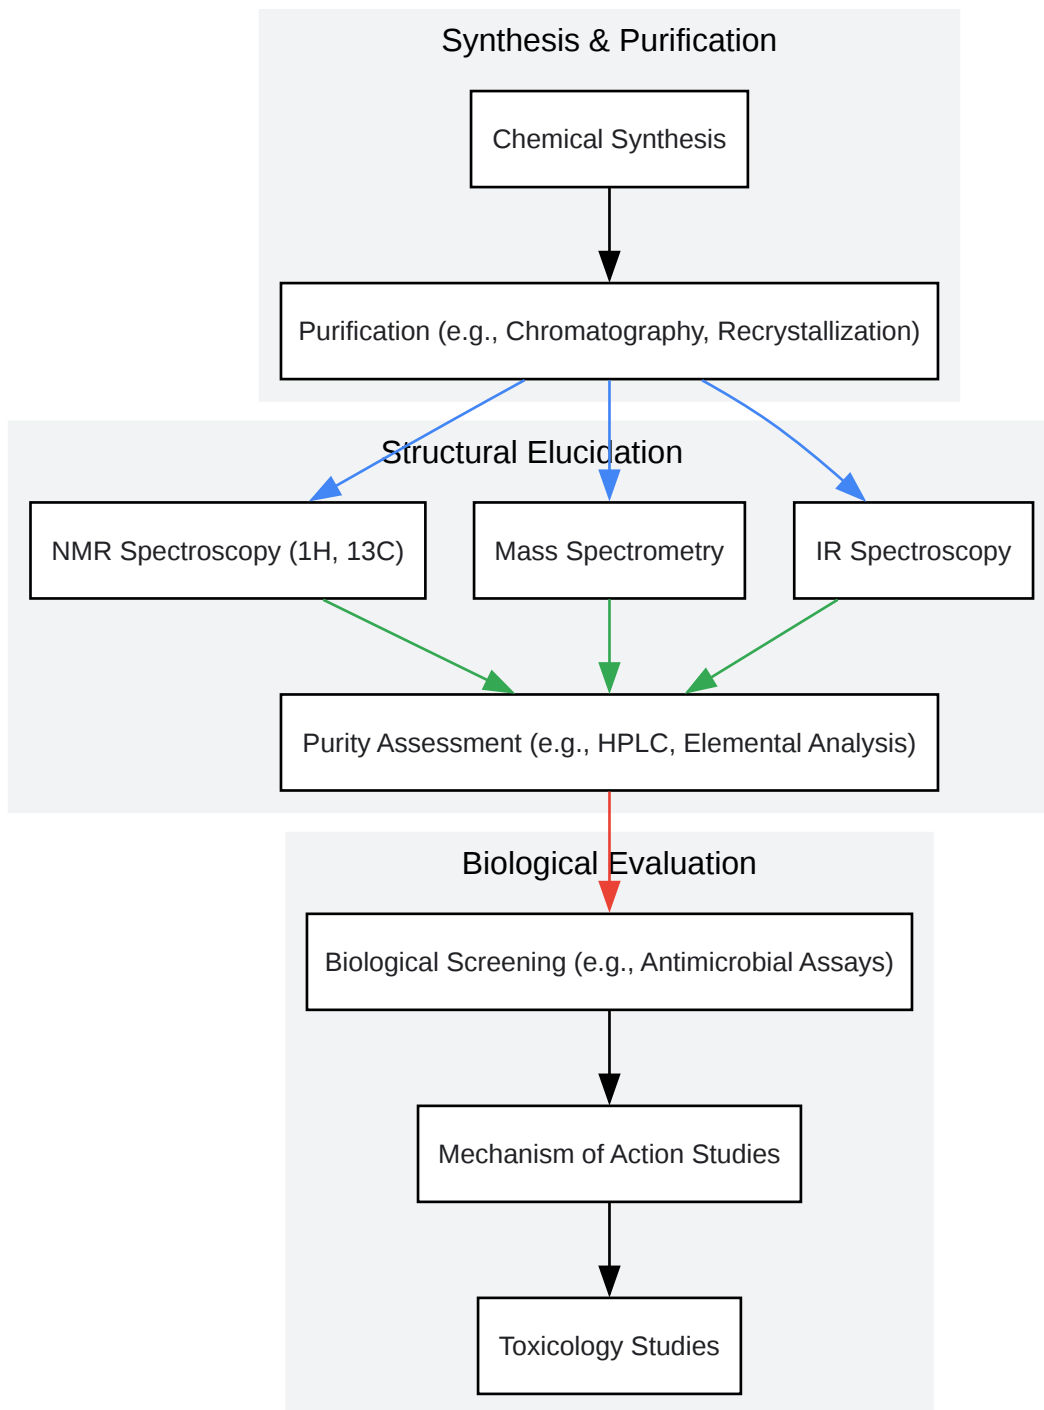 Synthesis & Purification
Chemical Synthesis
Purification (e.g., Chromatography, Recrystallization)
Structural Elucidation
NMR Spectroscopy (1H, 13C)
Mass Spectrometry
IR Spectroscopy
Purity Assessment (e.g., HPLC, Elemental Analysis)
Biological Evaluation
Biological Screening (e.g., Antimicrobial Assays)
Mechanism of Action Studies
Toxicology Studies